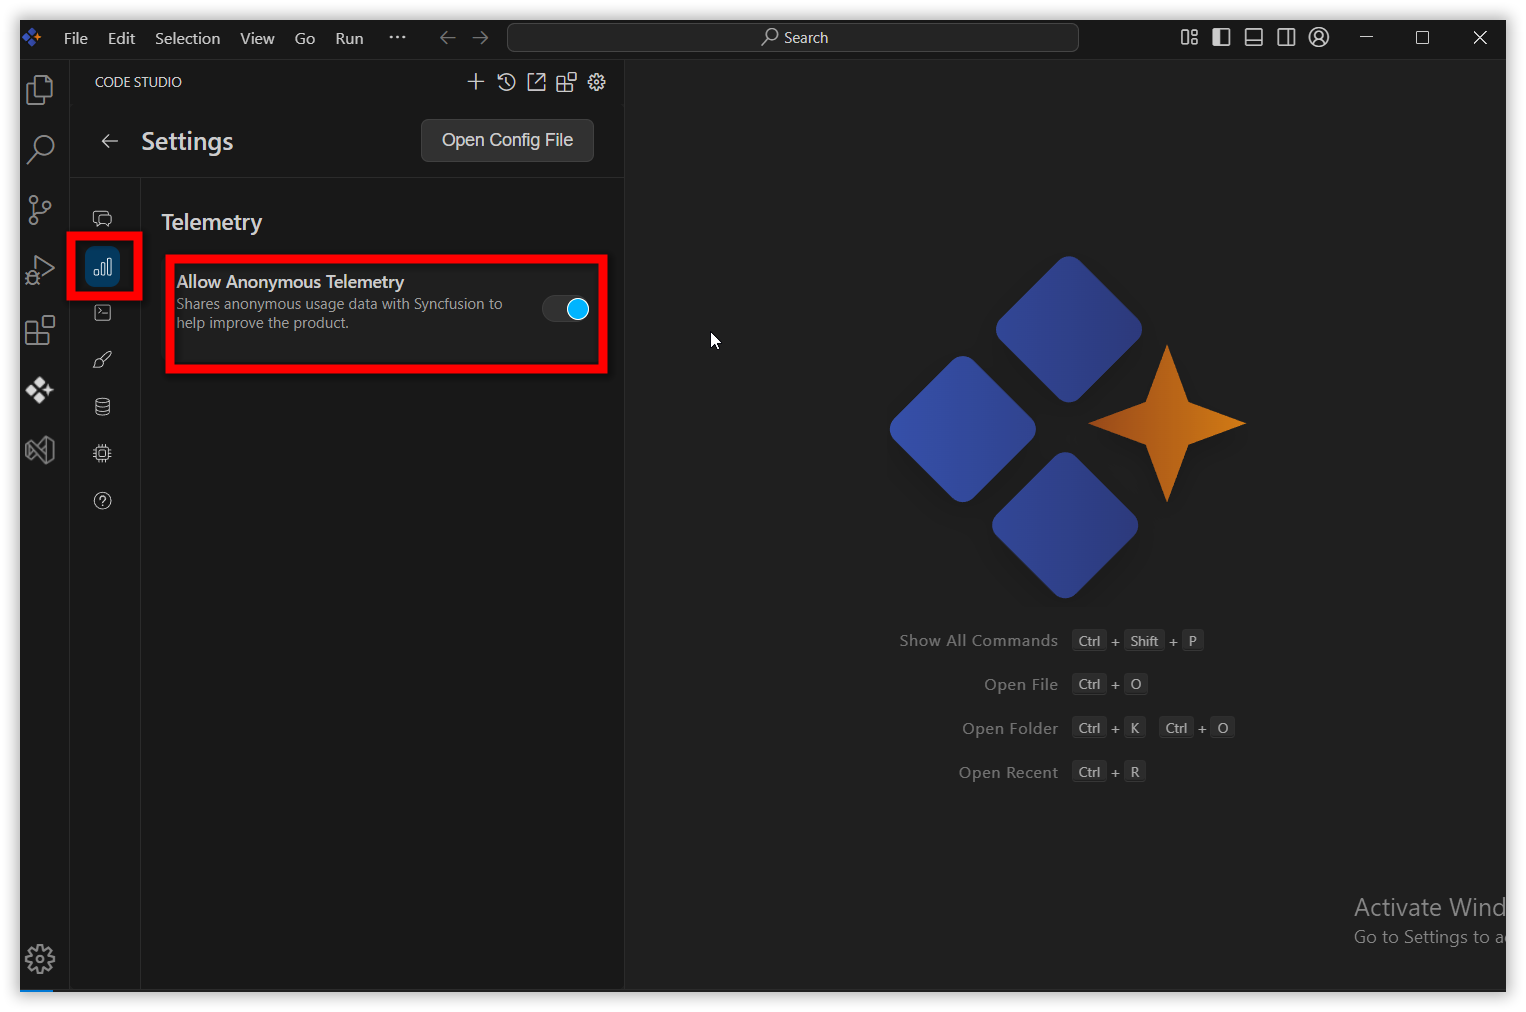 File Edit Selection View Go Run ···
Search
CODE STUDIO
Settings
Open Config File
Telemetry
Allow Anonymous Telemetry
Shares anonymous usage data with Syncfusion to
help improve the product.
Show All Commands Ctrl + Shift + P
Open File Ctrl + O
Open Folder Ctrl + K Ctrl + O
Open Recent Ctrl + R
Activate Wind
Go to Settings to a